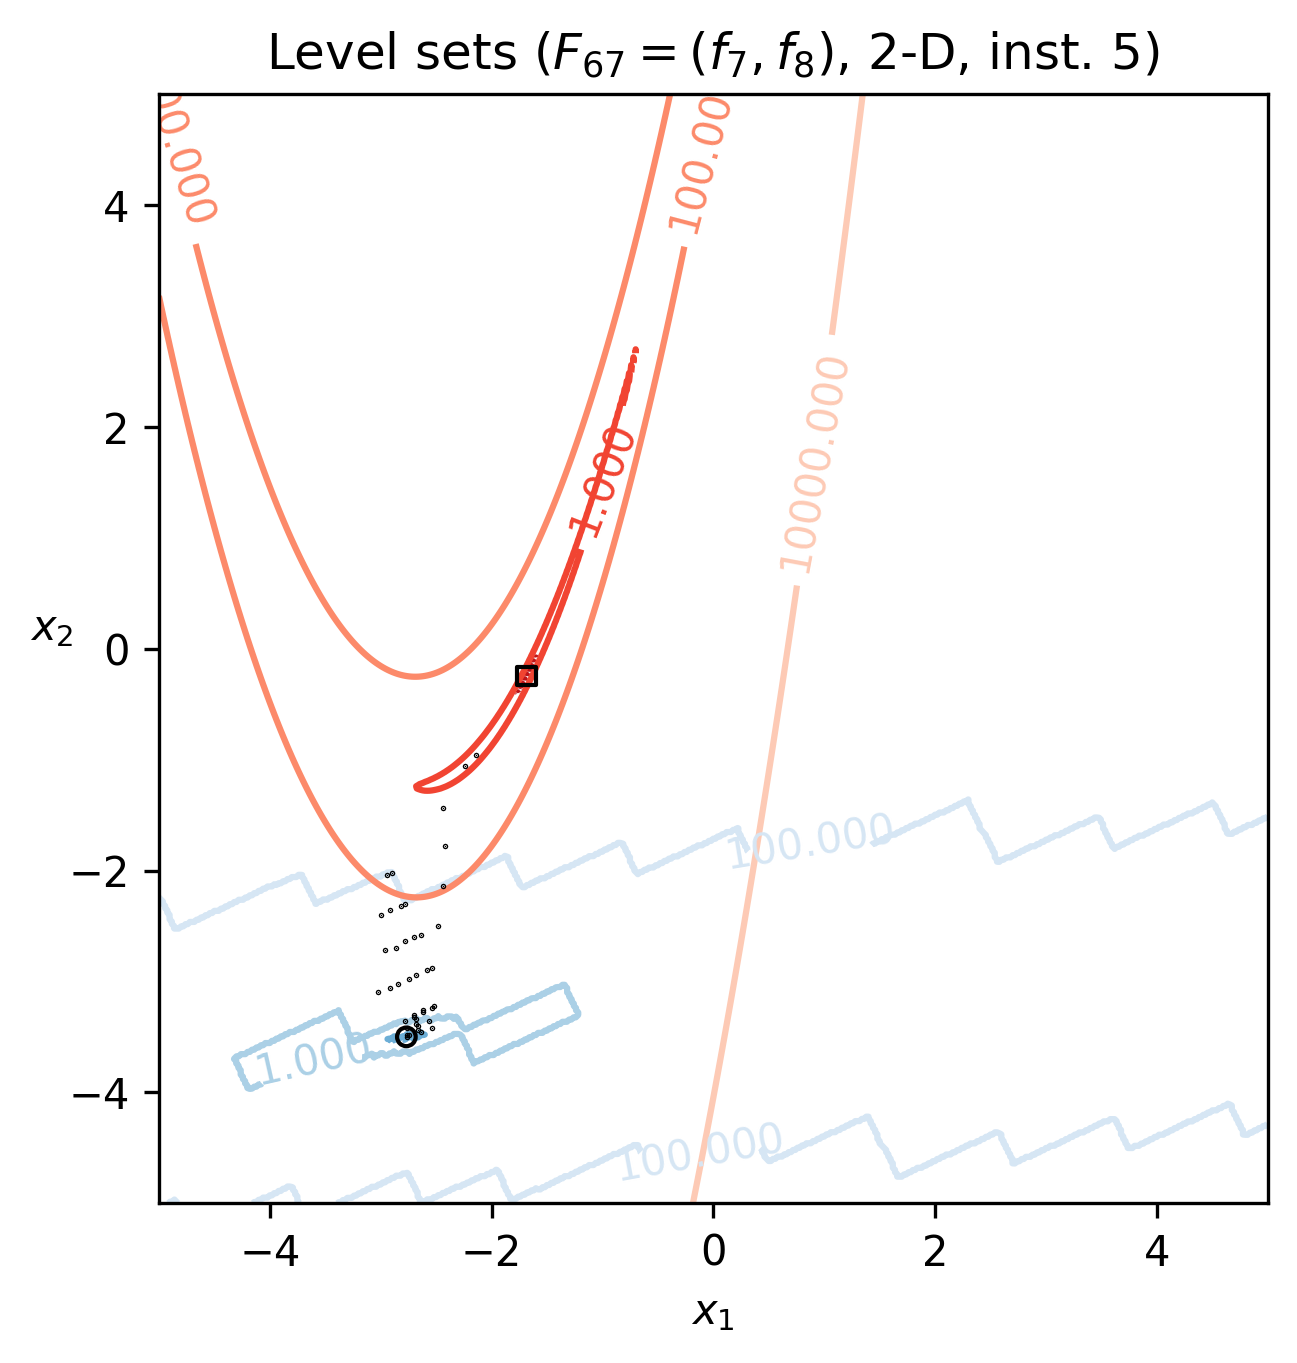 Level sets (F₆₇ = (f₇, f₈), 2-D, inst. 5)
100.000
4
10000.000
2
1.000
x₂
0
100.000
−2
1.000
−4
100.000
−4 −2 0 2 4
x₁